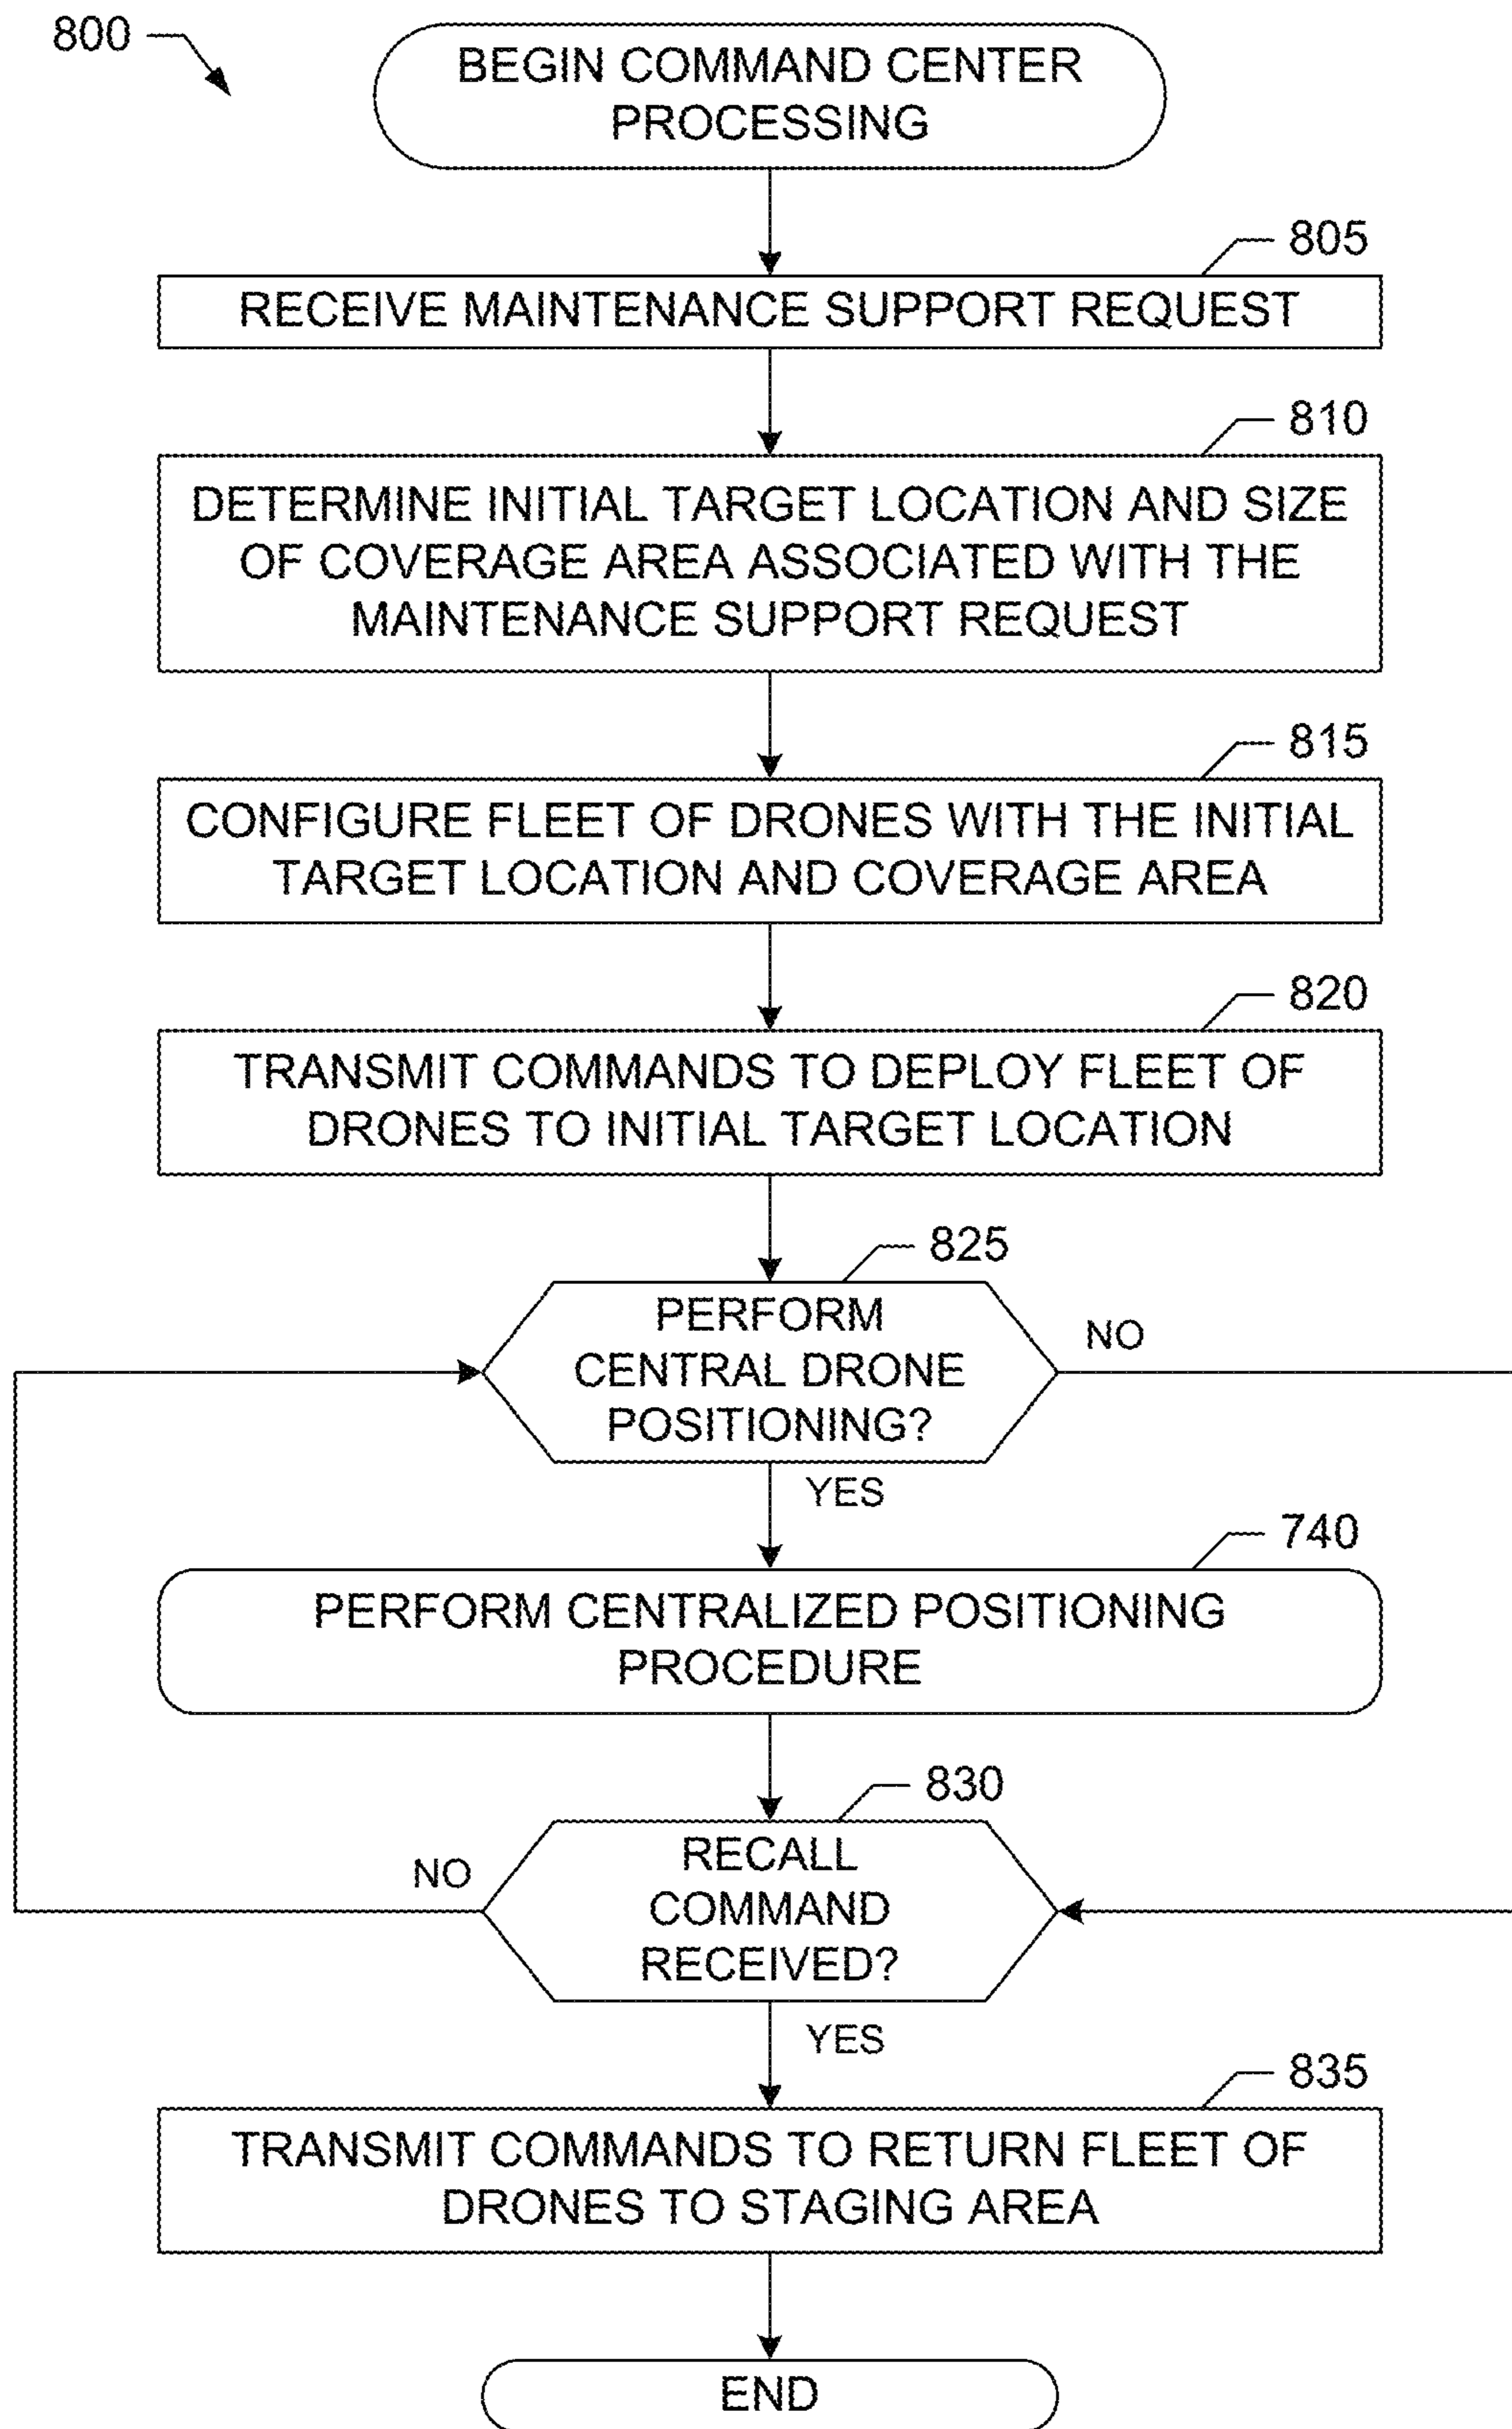 800
BEGIN COMMAND CENTER
PROCESSING
805
RECEIVE MAINTENANCE SUPPORT REQUEST
810
DETERMINE INITIAL TARGET LOCATION AND SIZE
OF COVERAGE AREA ASSOCIATED WITH THE
MAINTENANCE SUPPORT REQUEST
815
CONFIGURE FLEET OF DRONES WITH THE INITIAL
TARGET LOCATION AND COVERAGE AREA
820
TRANSMIT COMMANDS TO DEPLOY FLEET OF
DRONES TO INITIAL TARGET LOCATION
825
PERFORM
CENTRAL DRONE
POSITIONING?
NO
YES
740
PERFORM CENTRALIZED POSITIONING
PROCEDURE
830
RECALL
COMMAND
RECEIVED?
NO
YES
835
TRANSMIT COMMANDS TO RETURN FLEET OF
DRONES TO STAGING AREA
END